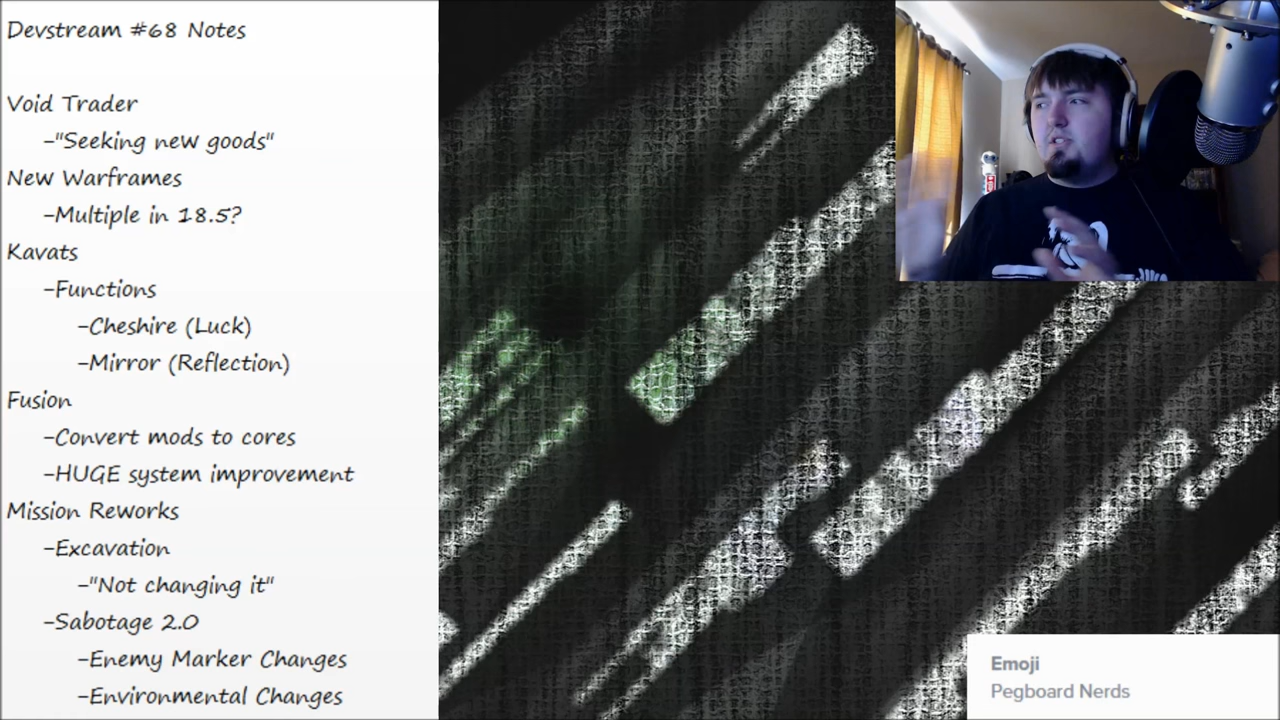 Devstream #68 Notes
Void Trader
-"Seeking new goods"
New Warframes
-Multiple in 18.5?
Kavats
-Functions
-Cheshire (Luck)
-Mirror (Reflection)
Fusion
-Convert mods to cores
-HUGE system improvement
Mission Reworks
-Excavation
-"Not changing it"
-Sabotage 2.0
-Enemy Marker Changes
-Environmental Changes
Emoji
Pegboard Nerds